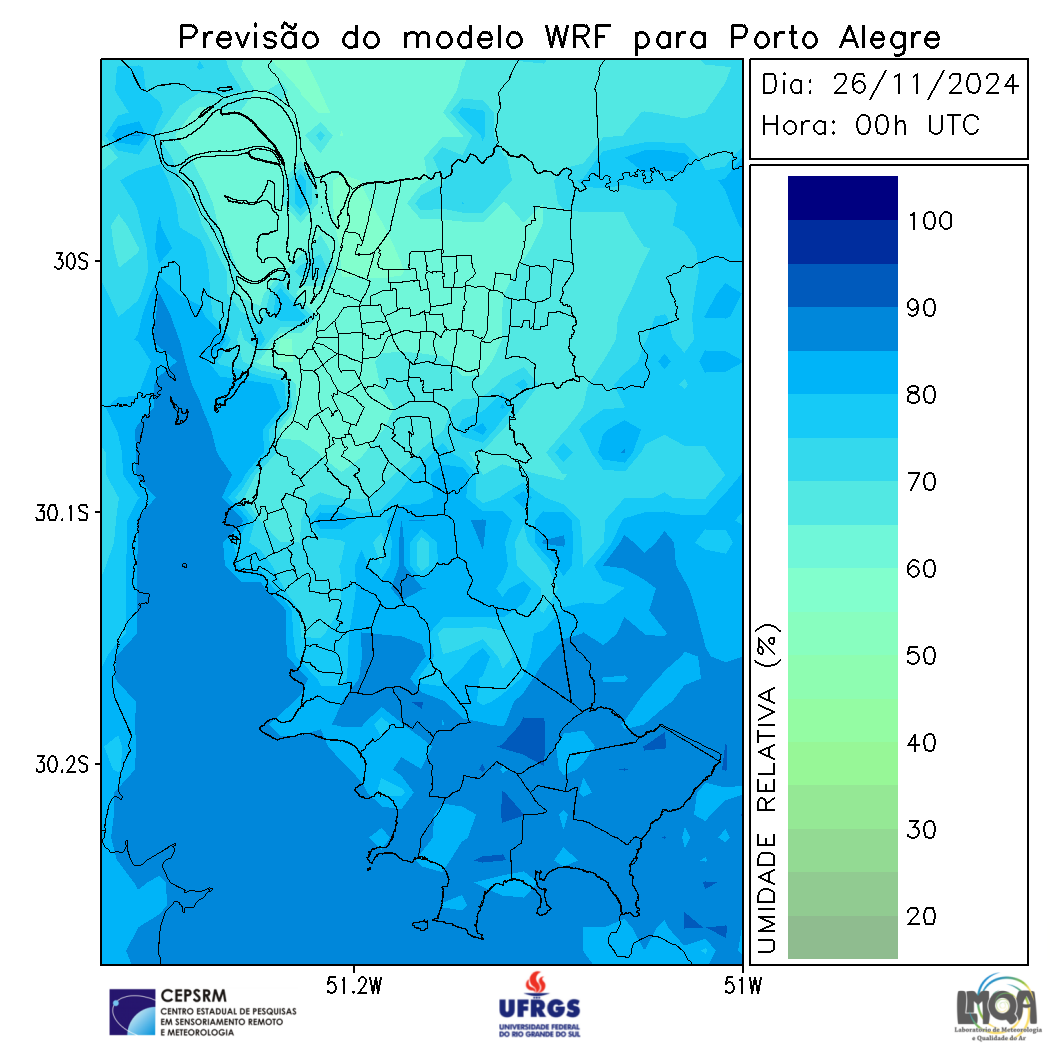 Previsão do modelo WRF para Porto Alegre
Dia: 26/11/2024
Hora: 00h UTC
30S
30.1S
30.2S
51.2W
51W
UMIDADE RELATIVA (%)
100
90
80
70
60
50
40
30
20
CEPSRM
CENTRO ESTADUAL DE PESQUISAS
EM SENSORIAMENTO REMOTO
E METEOROLOGIA
UFRGS
UNIVERSIDADE FEDERAL
DO RIO GRANDE DO SUL
LMQA
Laboratório de Meteorologia
e Qualidade do Ar